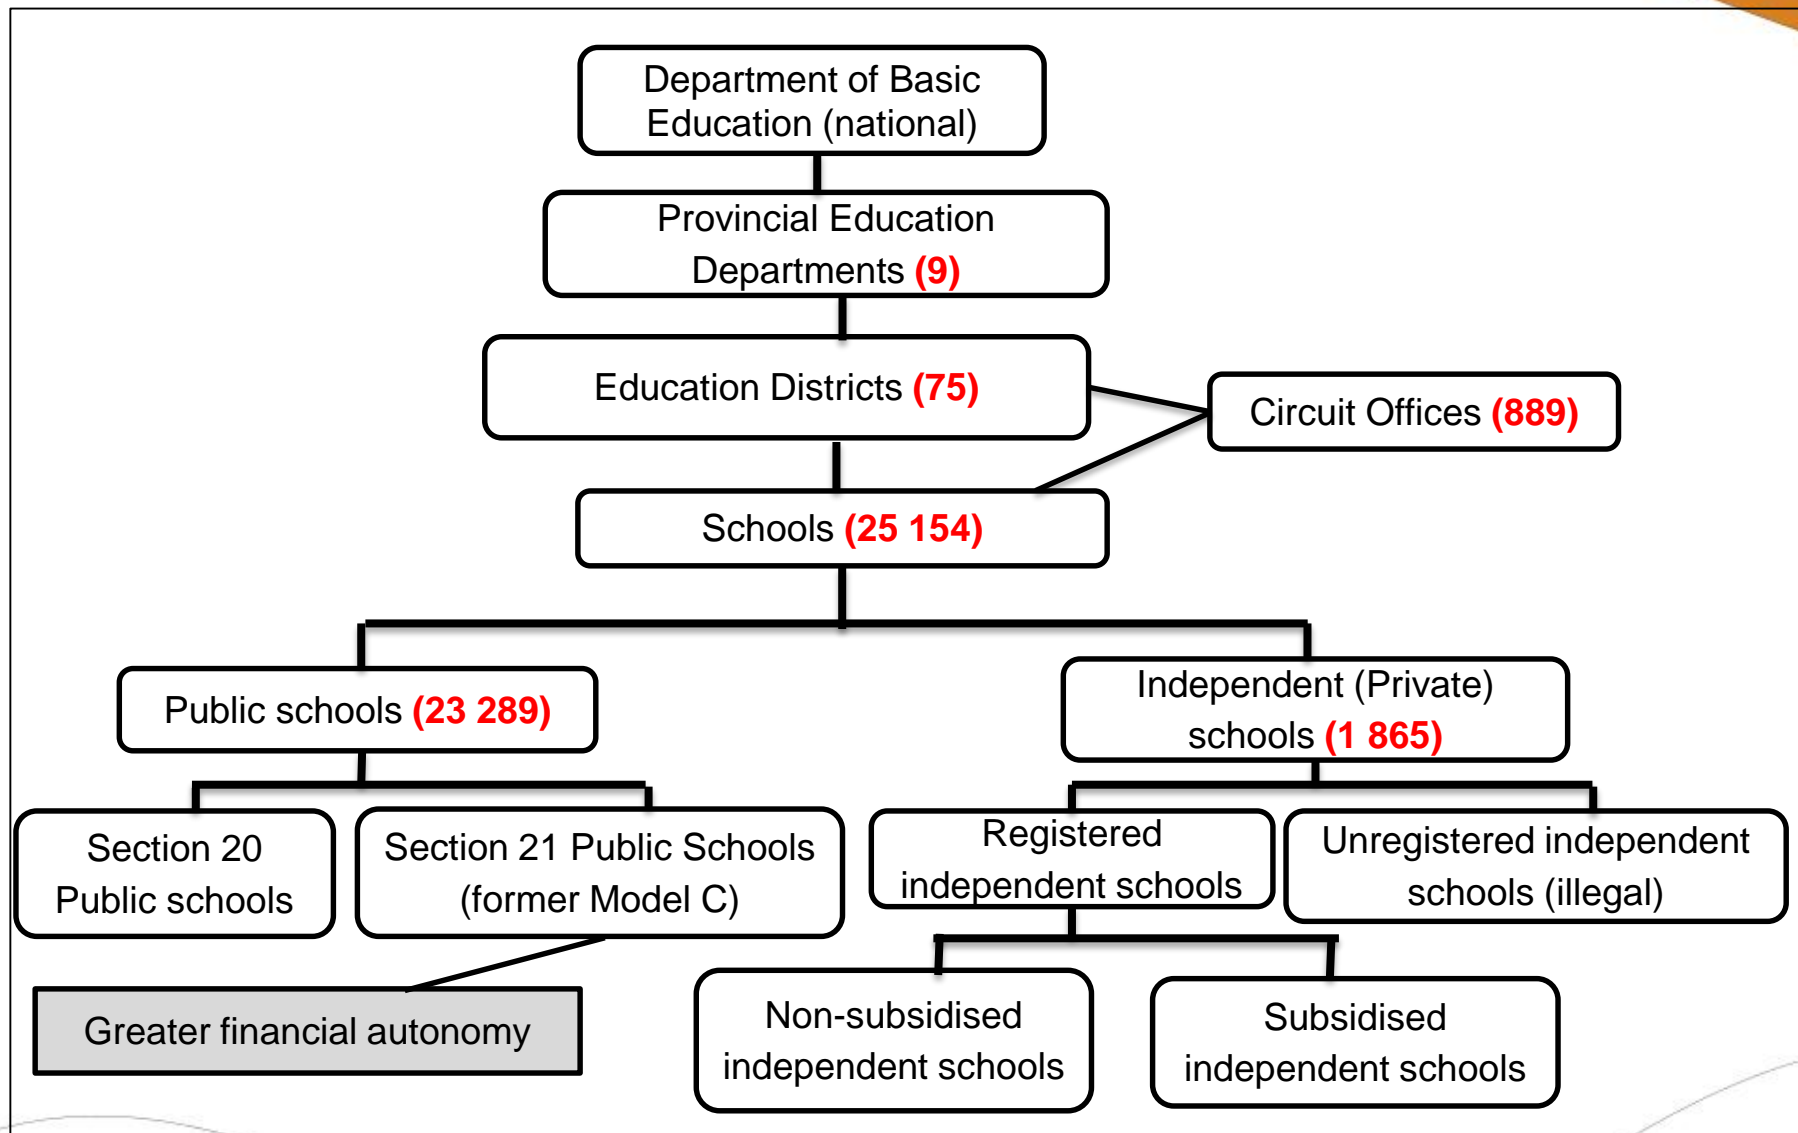 Department of Basic
Education (national)
Provincial Education
Departments (9)
Education Districts (75)
Circuit Offices (889)
Schools (25 154)
Public schools (23 289)
Independent (Private)
schools (1 865)
Section 20
Public schools
Section 21 Public Schools
(former Model C)
Registered
independent schools
Unregistered independent
schools (illegal)
Greater financial autonomy
Non-subsidised
independent schools
Subsidised
independent schools